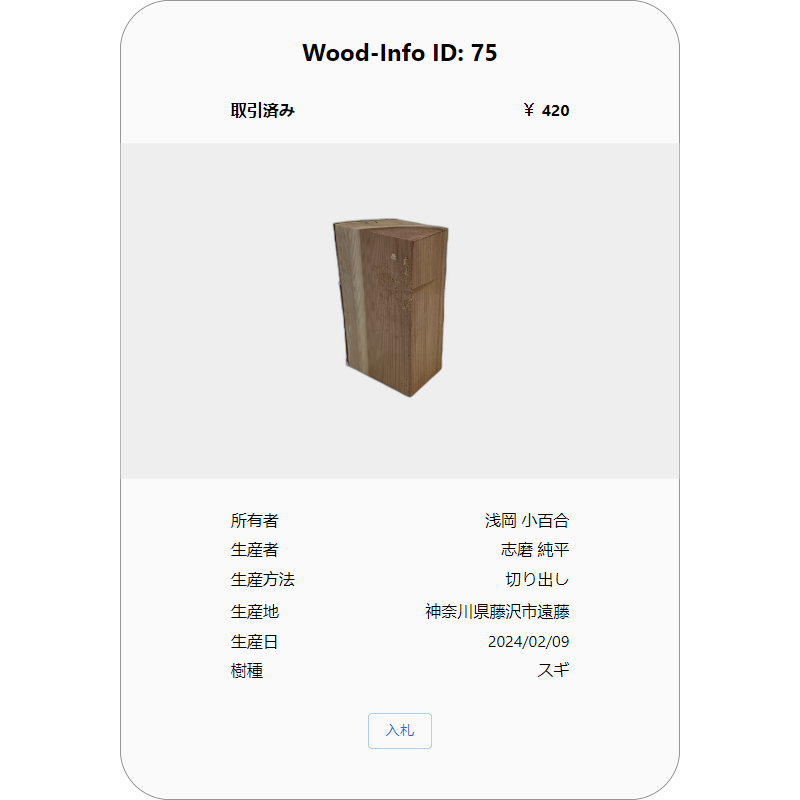 Wood-Info ID: 75
取引済み ¥ 420
所有者 浅岡 小百合
生産者 志磨 純平
生産方法 切り出し
生産地 神奈川県藤沢市遠藤
生産日 2024/02/09
樹種 スギ
入札